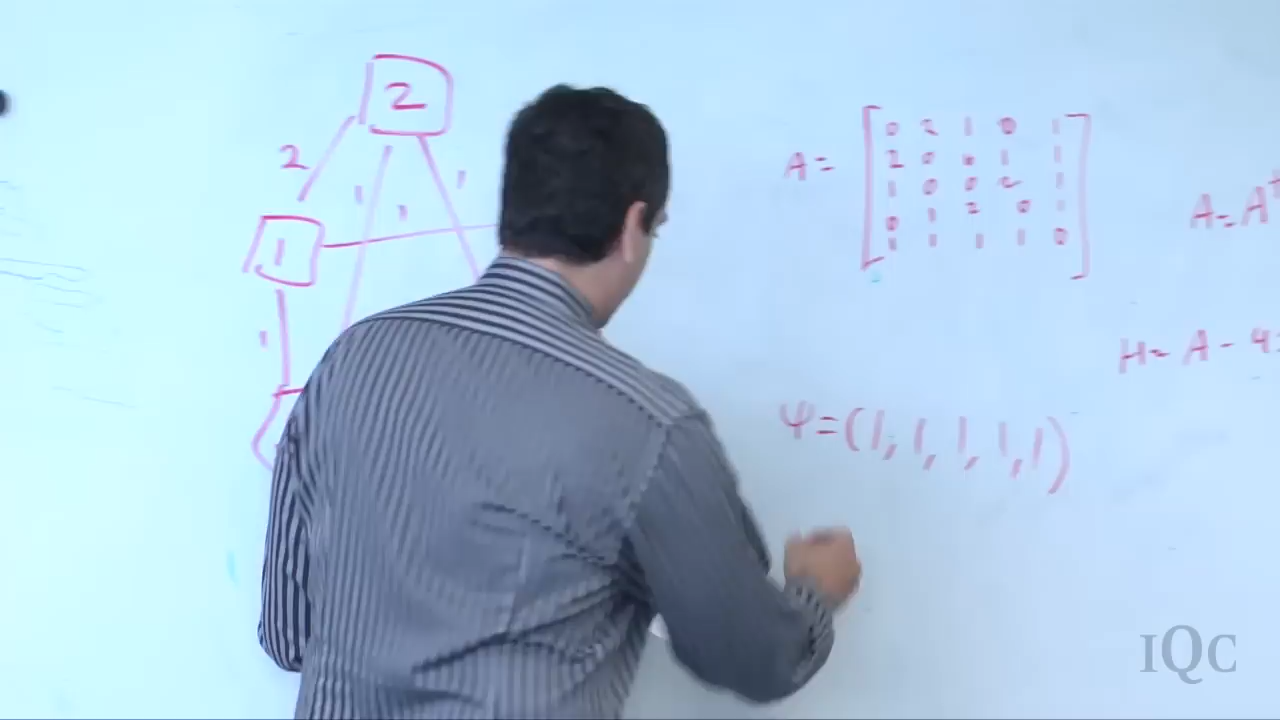 2
2
1
1
1
1
1
A = [ 0 2 1 0 1
2 0 0 1 1
1 0 0 2 1
0 1 2 0 1
1 1 1 1 0 ]
A = A
H = A - 4
Ψ = (1, 1, 1, 1, 1)
IQC